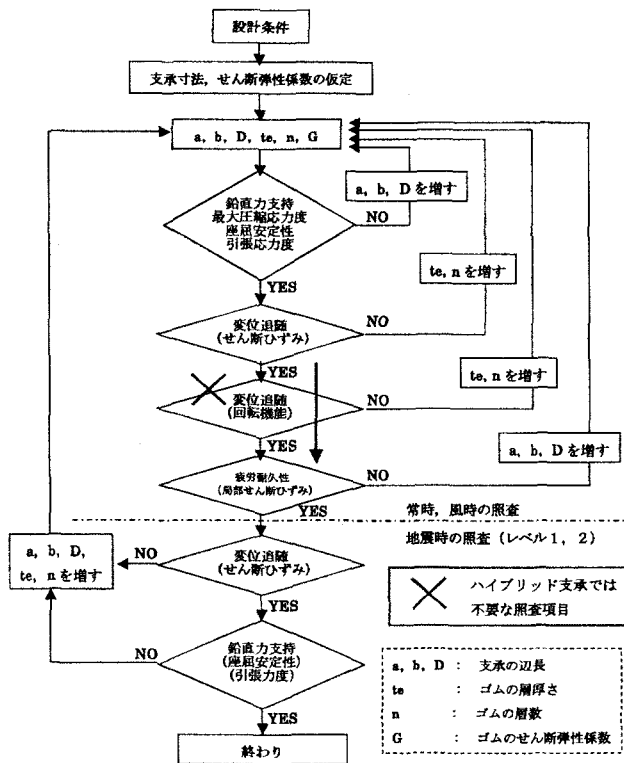 設計条件
支承寸法，せん断弾性係数の仮定
a, b, D, te, n, G
a, b, D を増す
鉛直力支持
最大圧縮応力度
座屈安定性
引張応力度
NO
YES
te, n を増す
変位追随
(せん断ひずみ)
NO
YES
te, n を増す
変位追随
(回転機能)
NO
YES
a, b, D を増す
疲労耐久性
(局部せん断ひずみ)
NO
YES
常時，風時の照査
地震時の照査（レベル１，２）
a, b, D,
te, n を増す
NO
変位追随
(せん断ひずみ)
YES
ハイブリッド支承では
不要な照査項目
NO
鉛直力支持
(座屈安定性)
(引張力度)
YES
終わり
a, b, D : 支承の辺長
te : ゴムの層厚さ
n : ゴムの層数
G : ゴムのせん断弾性係数